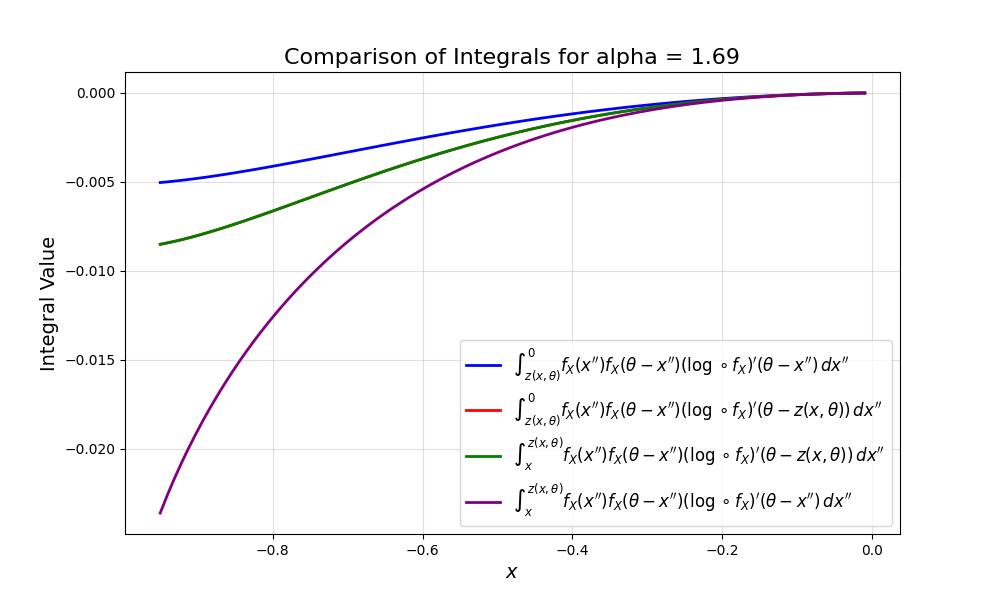 Comparison of Integrals for alpha = 1.69
Integral Value
0.000
−0.005
−0.010
−0.015
−0.020
−0.8
−0.6
−0.4
−0.2
0.0
x
∫_{z(x, θ)}^{0} f_X(x″)f_X(θ − x″)(log ∘ f_X)′(θ − x″) dx″
∫_{z(x, θ)}^{0} f_X(x″)f_X(θ − x″)(log ∘ f_X)′(θ − z(x, θ)) dx″
∫_{x}^{z(x, θ)} f_X(x″)f_X(θ − x″)(log ∘ f_X)′(θ − z(x, θ)) dx″
∫_{x}^{z(x, θ)} f_X(x″)f_X(θ − x″)(log ∘ f_X)′(θ − x″) dx″